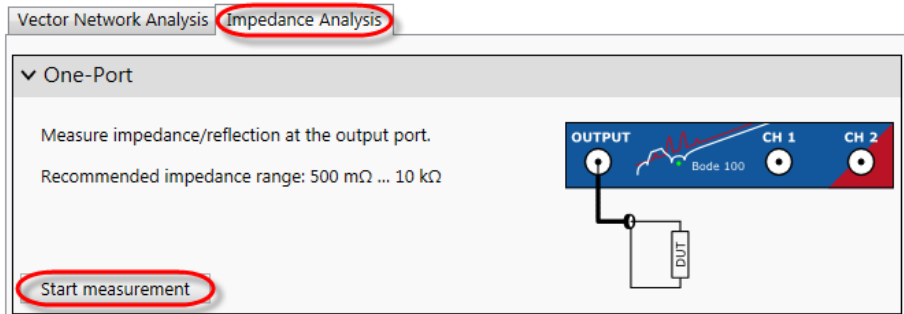 Vector Network Analysis Impedance Analysis
One-Port
Measure impedance/reflection at the output port.
Recommended impedance range: 500 mΩ ... 10 kΩ
OUTPUT CH 1 CH 2
Bode 100
DUT
Start measurement